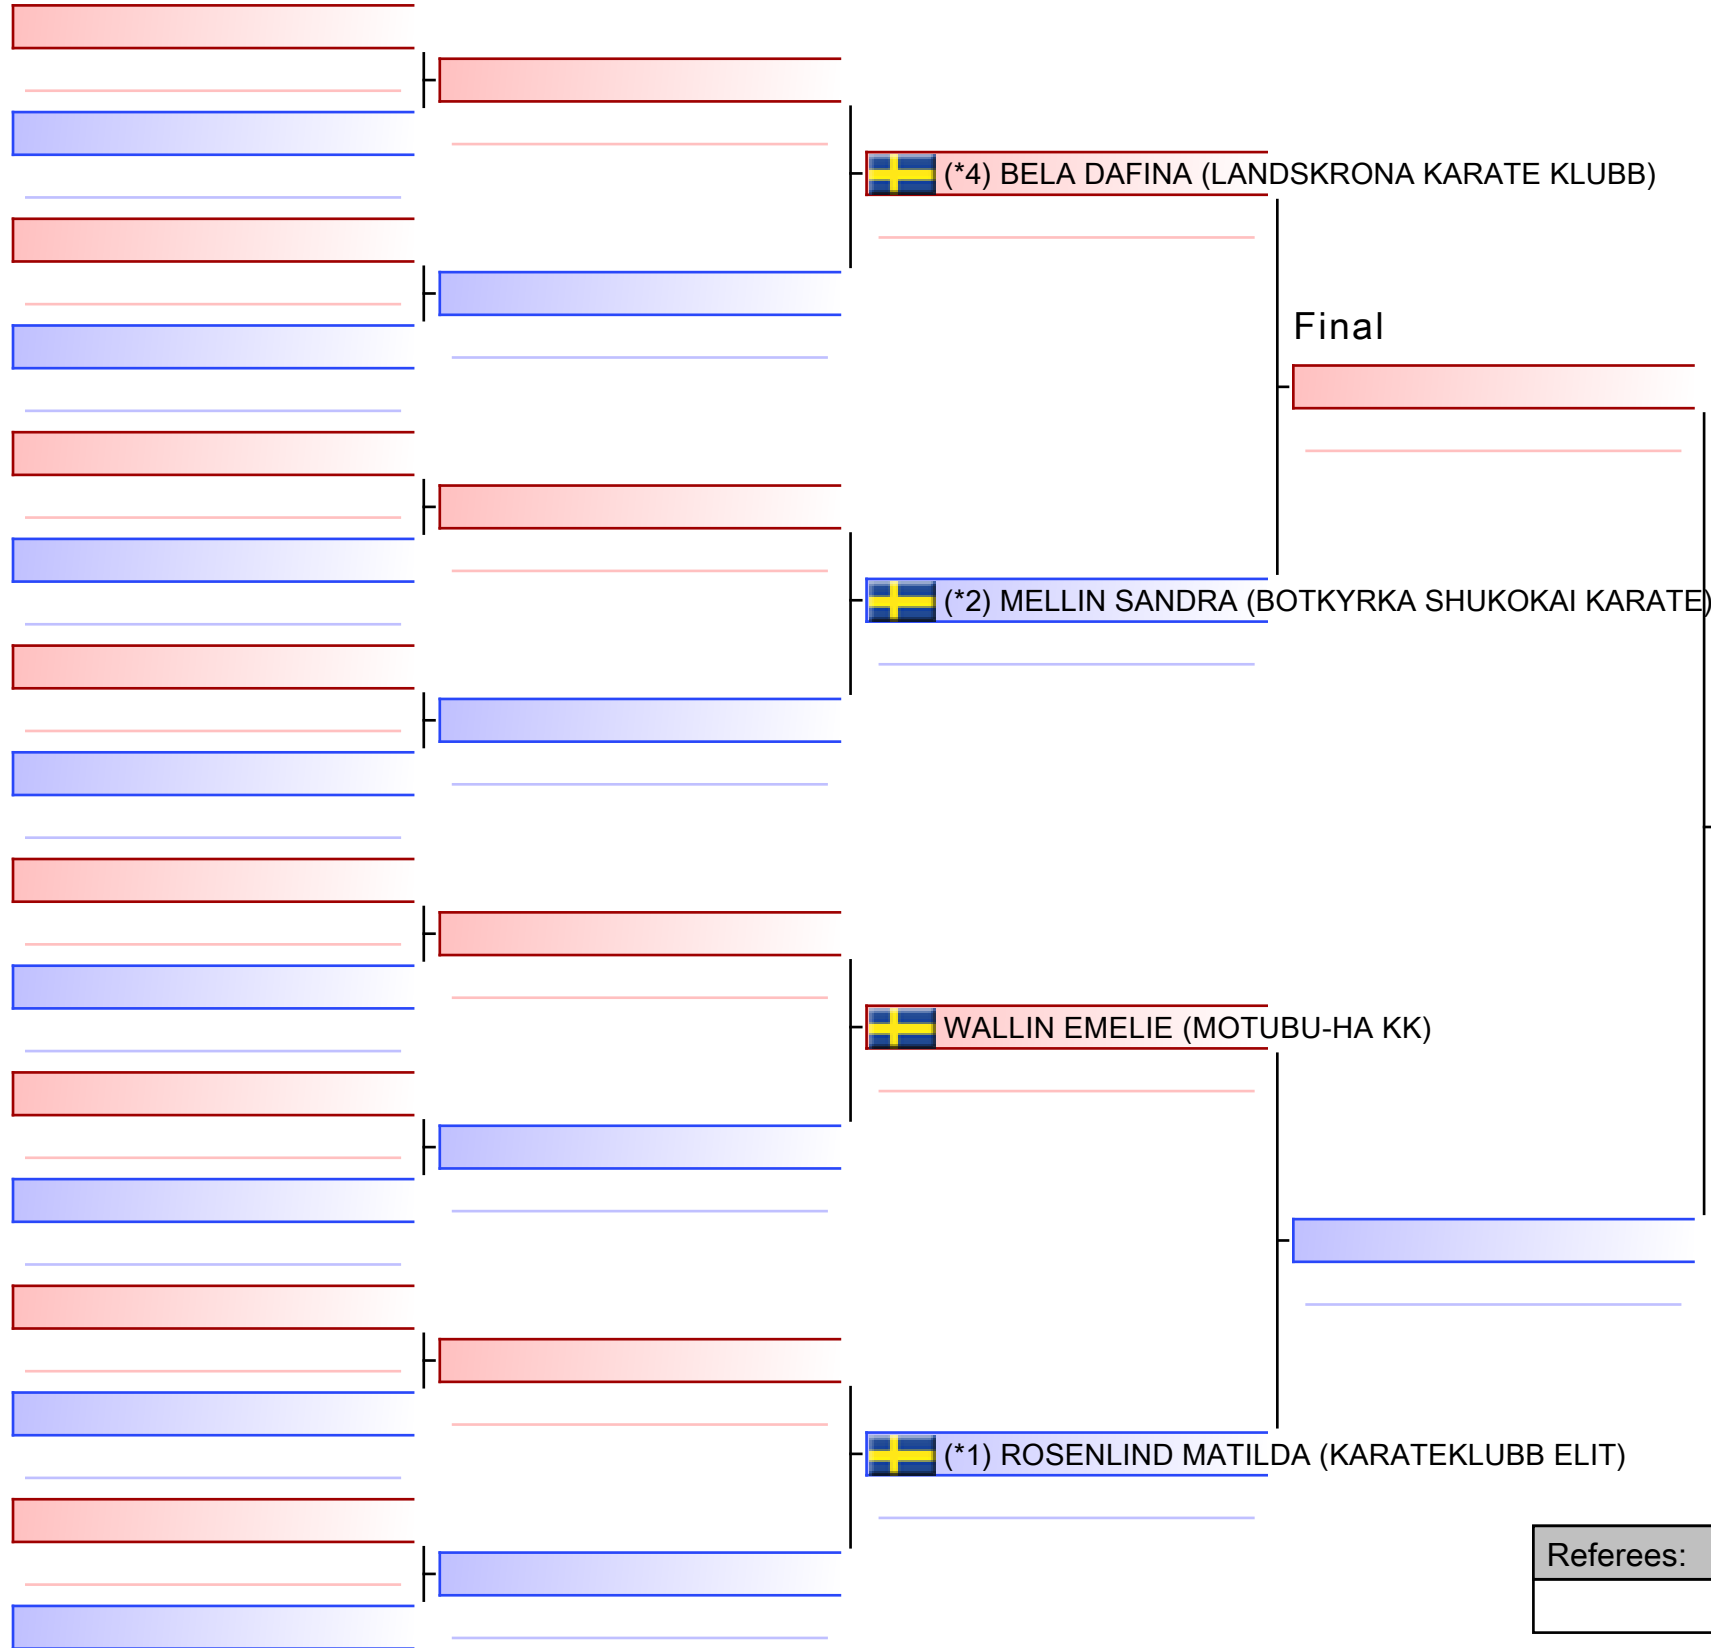 (*4) BELA DAFINA (LANDSKRONA KARATE KLUBB)
Final
(*2) MELLIN SANDRA (BOTKYRKA SHUKOKAI KARATE)
WALLIN EMELIE (MOTUBU-HA KK)
(*1) ROSENLIND MATILDA (KARATEKLUBB ELIT)
Referees: